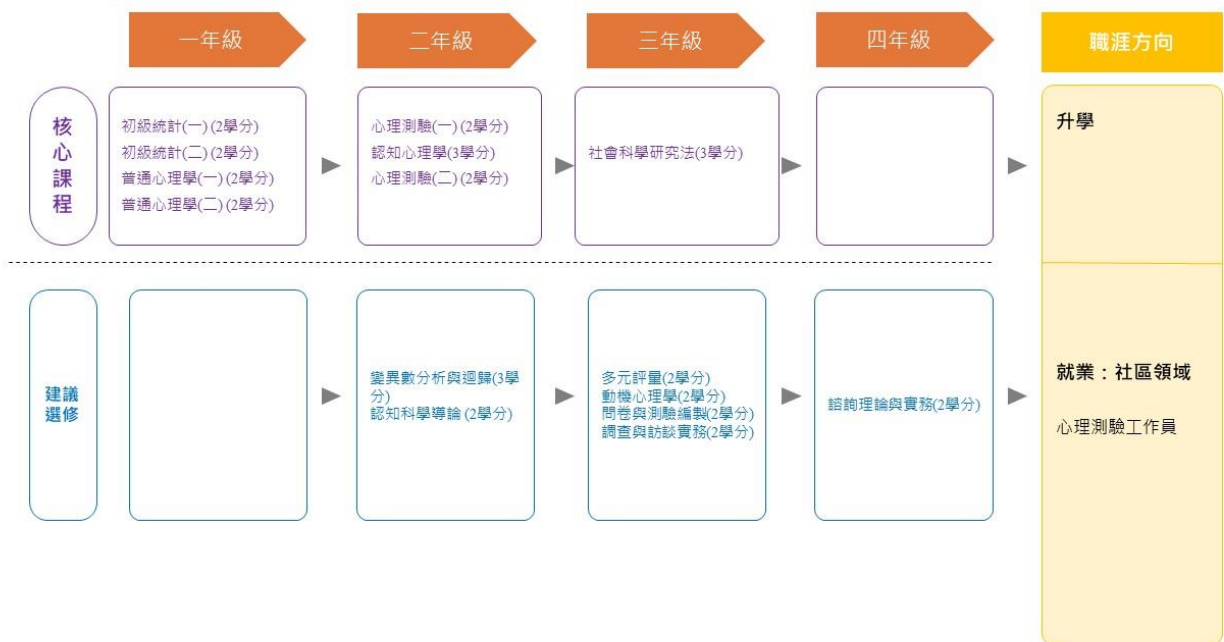 一年級
二年級
三年級
四年級
職涯方向
核
心
課
程
初級統計(一)(2學分)
初級統計(二)(2學分)
普通心理學(一)(2學分)
普通心理學(二)(2學分)
心理測驗(一)(2學分)
認知心理學(3學分)
心理測驗(二)(2學分)
社會科學研究法(3學分)
升學
建議
選修
變異數分析與迴歸(3學
分)
認知科學導論(2學分)
多元評量(2學分)
動機心理學(2學分)
問卷與測驗編製(2學分)
調查與訪談實務(2學分)
諮詢理論與實務(2學分)
就業：社區領域
心理測驗工作員